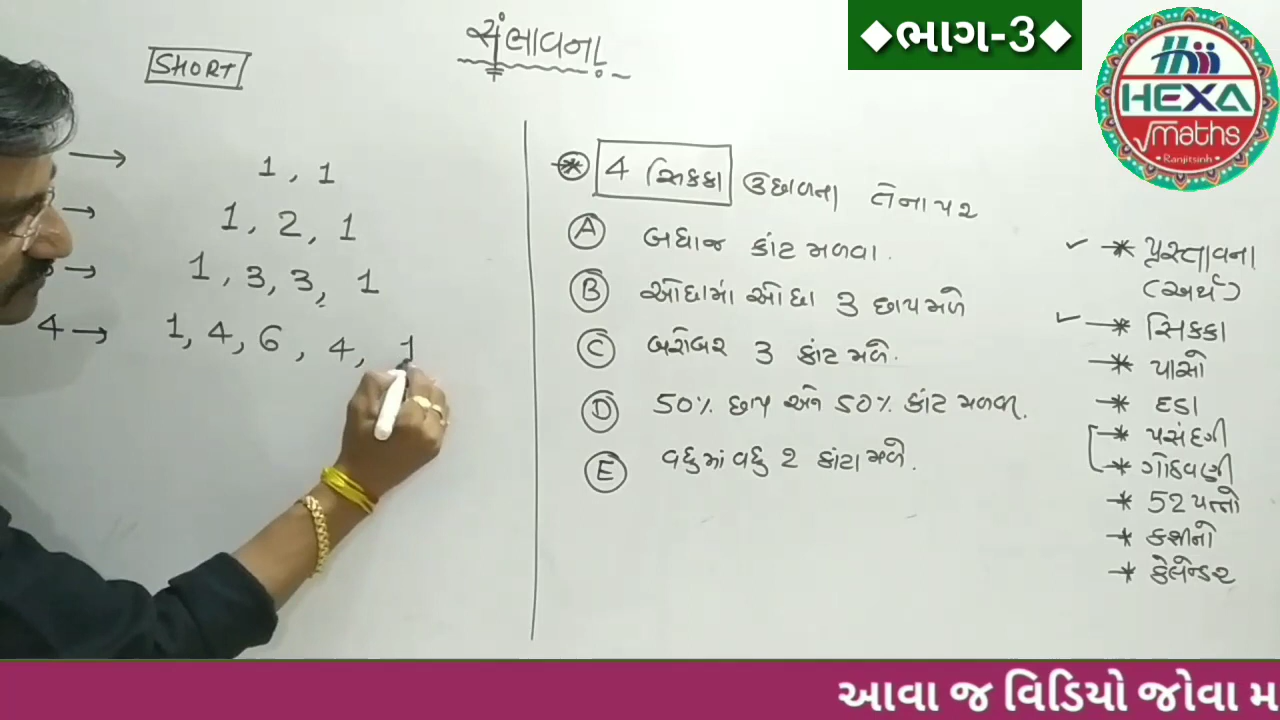 સંભાવના
◆ભાગ-3◆
HEXA
maths
Ranjitsinh
SHORT
→ 1, 1
→ 1, 2, 1
→ 1, 3, 3, 1
4 → 1, 4, 6, 4, 1
* 4 સિક્કા ઉછાળતા તેના પર
A બધાજ કાંટ મળવા.
B ઓછામાં ઓછા 3 છાપ મળે
C બરોબર 3 કાંટ મળે.
D 50% છાપ અને 50% કાંટ મળવા.
E વધુમાં વધુ 2 કાંટા મળે.
✓ * પ્રસ્તાવના
(અર્થ)
✓ * સિક્કા
* પાસો
* દડા
* પસંદગી
* ગોઠવણી
* 52 પત્તો
* કેલેન્ડર
આવા જ વિડિયો જોવા મ